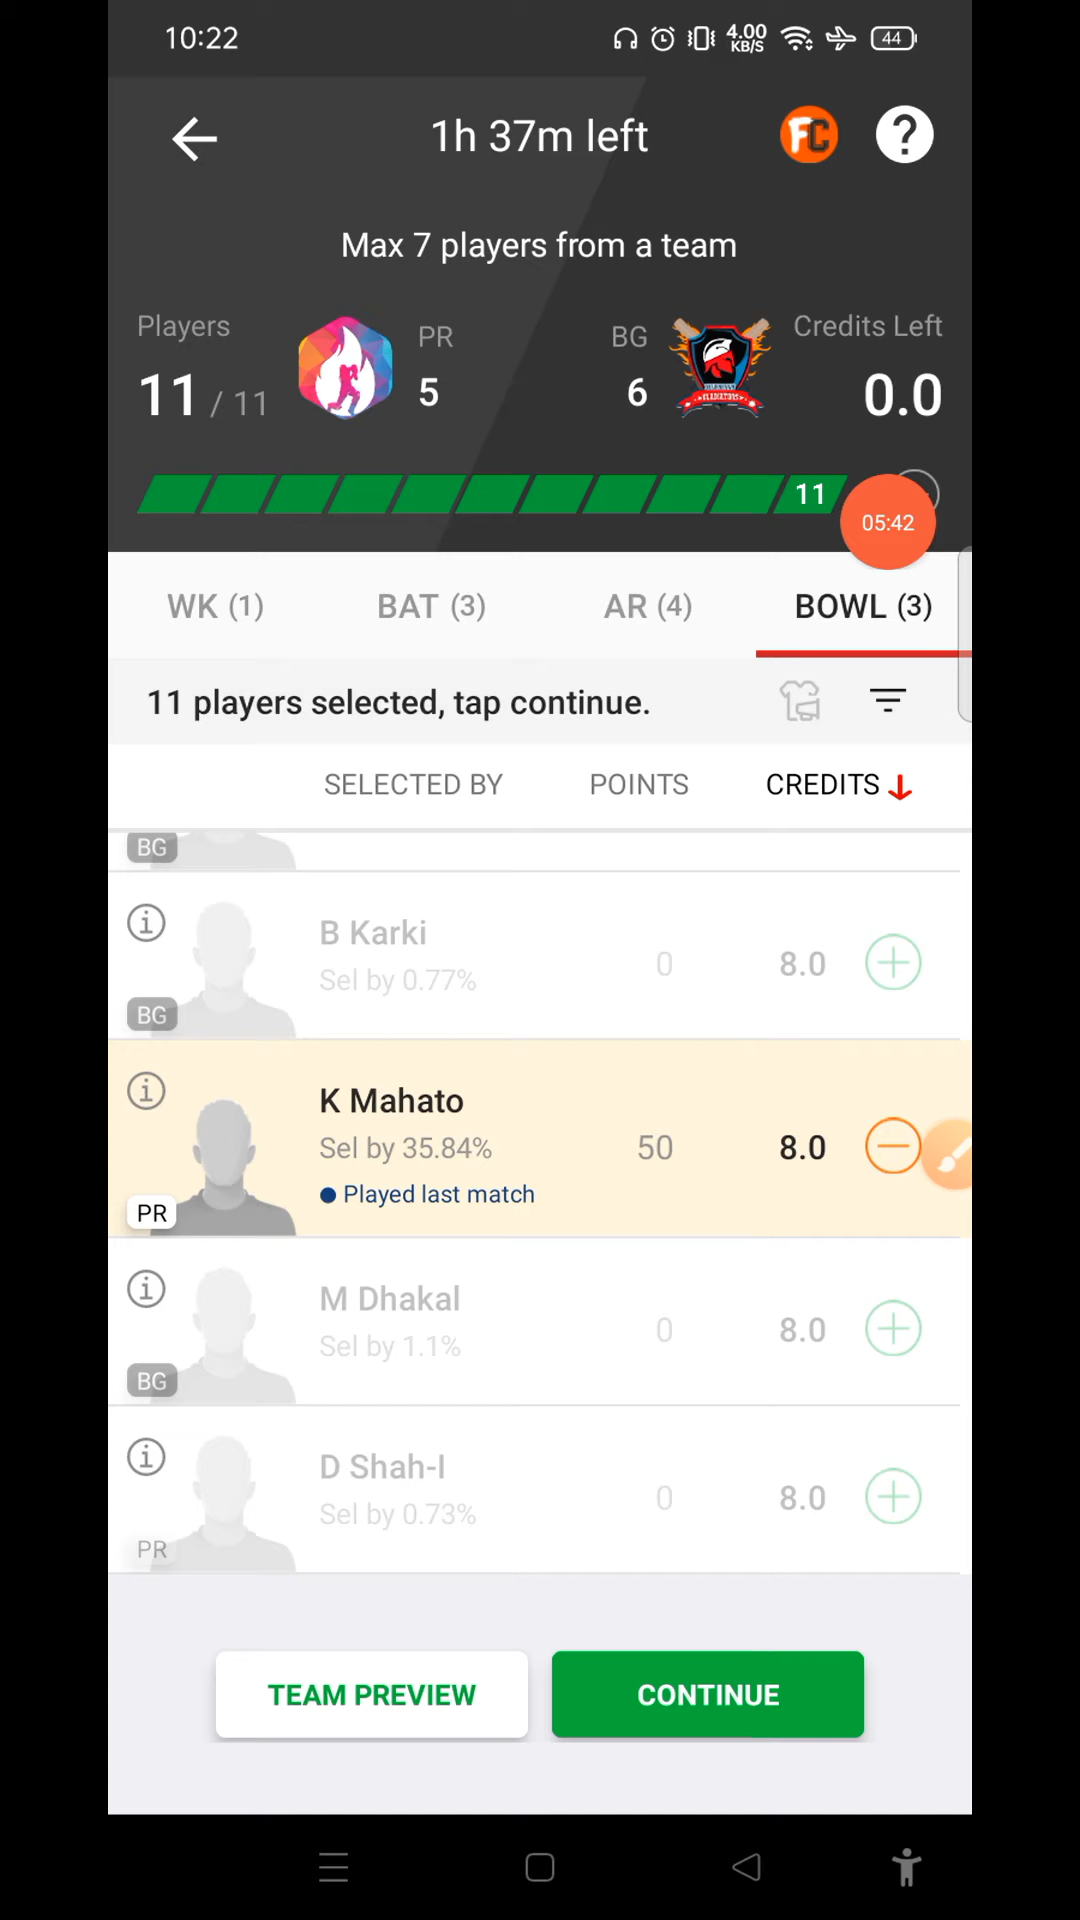 10:22
4.00
KB/S
44
1h 37m left
FC
?
Max 7 players from a team
Players
PR
BG
Credits Left
11 / 11
5
6
0.0
GLADIATORS
11
05:42
WK (1)
BAT (3)
AR (4)
BOWL (3)
11 players selected, tap continue.
SELECTED BY
POINTS
CREDITS
BG
B Karki
Sel by 0.77%
0
8.0
BG
K Mahato
Sel by 35.84%
50
8.0
Played last match
PR
M Dhakal
Sel by 1.1%
0
8.0
BG
D Shah-I
Sel by 0.73%
0
8.0
PR
TEAM PREVIEW
CONTINUE